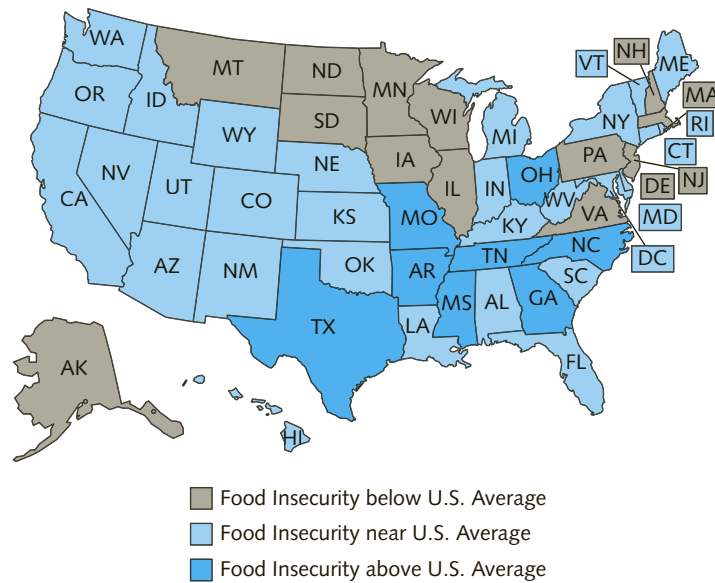 WA
MT
ND
MN
VT
NH
ME
MA
RI
OR
ID
SD
WI
MI
NY
CT
WY
IA
PA
NJ
NE
IL
IN
OH
DE
NV
UT
CO
CA
KS
MO
WV
VA
MD
KY
DC
AZ
NM
OK
AR
TN
NC
SC
MS
AL
GA
TX
LA
FL
AK
HI
Food Insecurity below U.S. Average
Food Insecurity near U.S. Average
Food Insecurity above U.S. Average